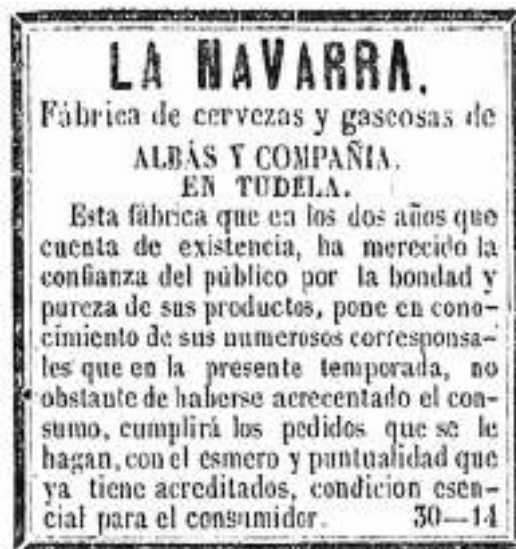 LA NAVARRA.
Fábrica de cervezas y gaseosas de
ALBÁS Y COMPAÑIA.
EN TUDELA.
Esta fábrica que en los dos años que
cuenta de existencia, ha merecido la
confianza del público por la bondad y
pureza de sus productos, pone en cono-
cimiento de sus numerosos corresponsa-
les que en la presente temporada, no
obstante de haberse acrecentado el con-
sumo, cumplirá los pedidos que se le
hagan, con el esmero y puntualidad que
ya tiene acreditados, condicion esen-
cial para el consumidor. 30—14